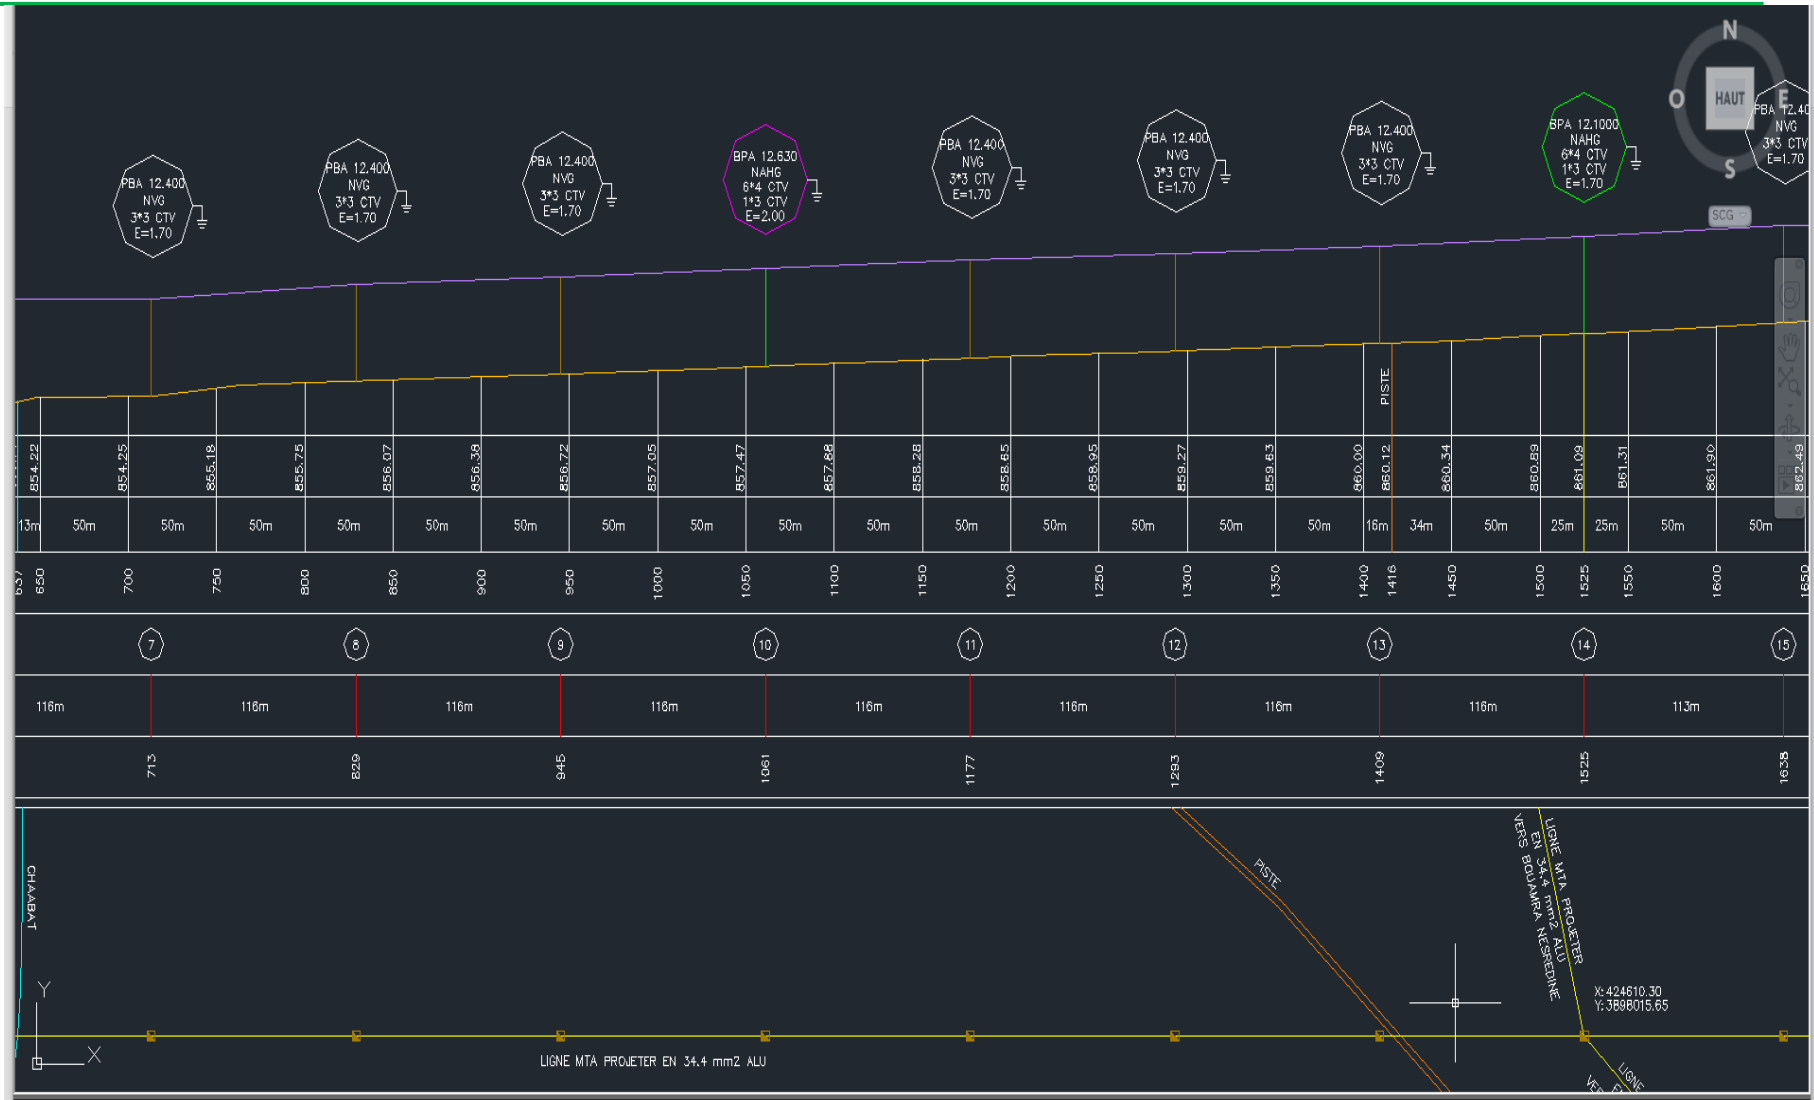 N
O
HAUT
E
S
SCG
PBA 12.400
NVG
3*3 CTV
E=1.70
PBA 12.400
NVG
3*3 CTV
E=1.70
PBA 12.400
NVG
3*3 CTV
E=1.70
BPA 12.630
NAHG
6*4 CTV
1*3 CTV
E=2.00
PBA 12.400
NVG
3*3 CTV
E=1.70
PBA 12.400
NVG
3*3 CTV
E=1.70
PBA 12.400
NVG
3*3 CTV
E=1.70
BPA 12.1000
NAHG
6*4 CTV
1*3 CTV
E=1.70
PBA 12.40
NVG
3*3 CTV
E=1.70
PISTE
854.22 854.25 855.18 855.75 856.07 856.38 856.72 857.05 857.47 857.88 858.28 858.65 858.95 859.27 859.63 860.00 860.12 860.34 860.89 861.09 861.31 861.90 862.49
13m 50m 50m 50m 50m 50m 50m 50m 50m 50m 50m 50m 50m 50m 50m 50m 16m 34m 50m 25m 25m 50m 50m
637 650 700 750 800 850 900 950 1000 1050 1100 1150 1200 1250 1300 1350 1400 1416 1450 1500 1525 1550 1600 1650
7 8 9 10 11 12 13 14 15
116m 116m 116m 116m 116m 116m 116m 116m 113m
713 829 945 1061 1177 1293 1409 1525 1638
CHAABAT
PISTE
LIGNE MTA PROJETER
EN 34.4 mm2 ALU
VERS BOUAMRA NESREDINE
X:424610.30
Y:3898015.65
Y
X
LIGNE MTA PROJETER EN 34.4 mm2 ALU
LIGNE